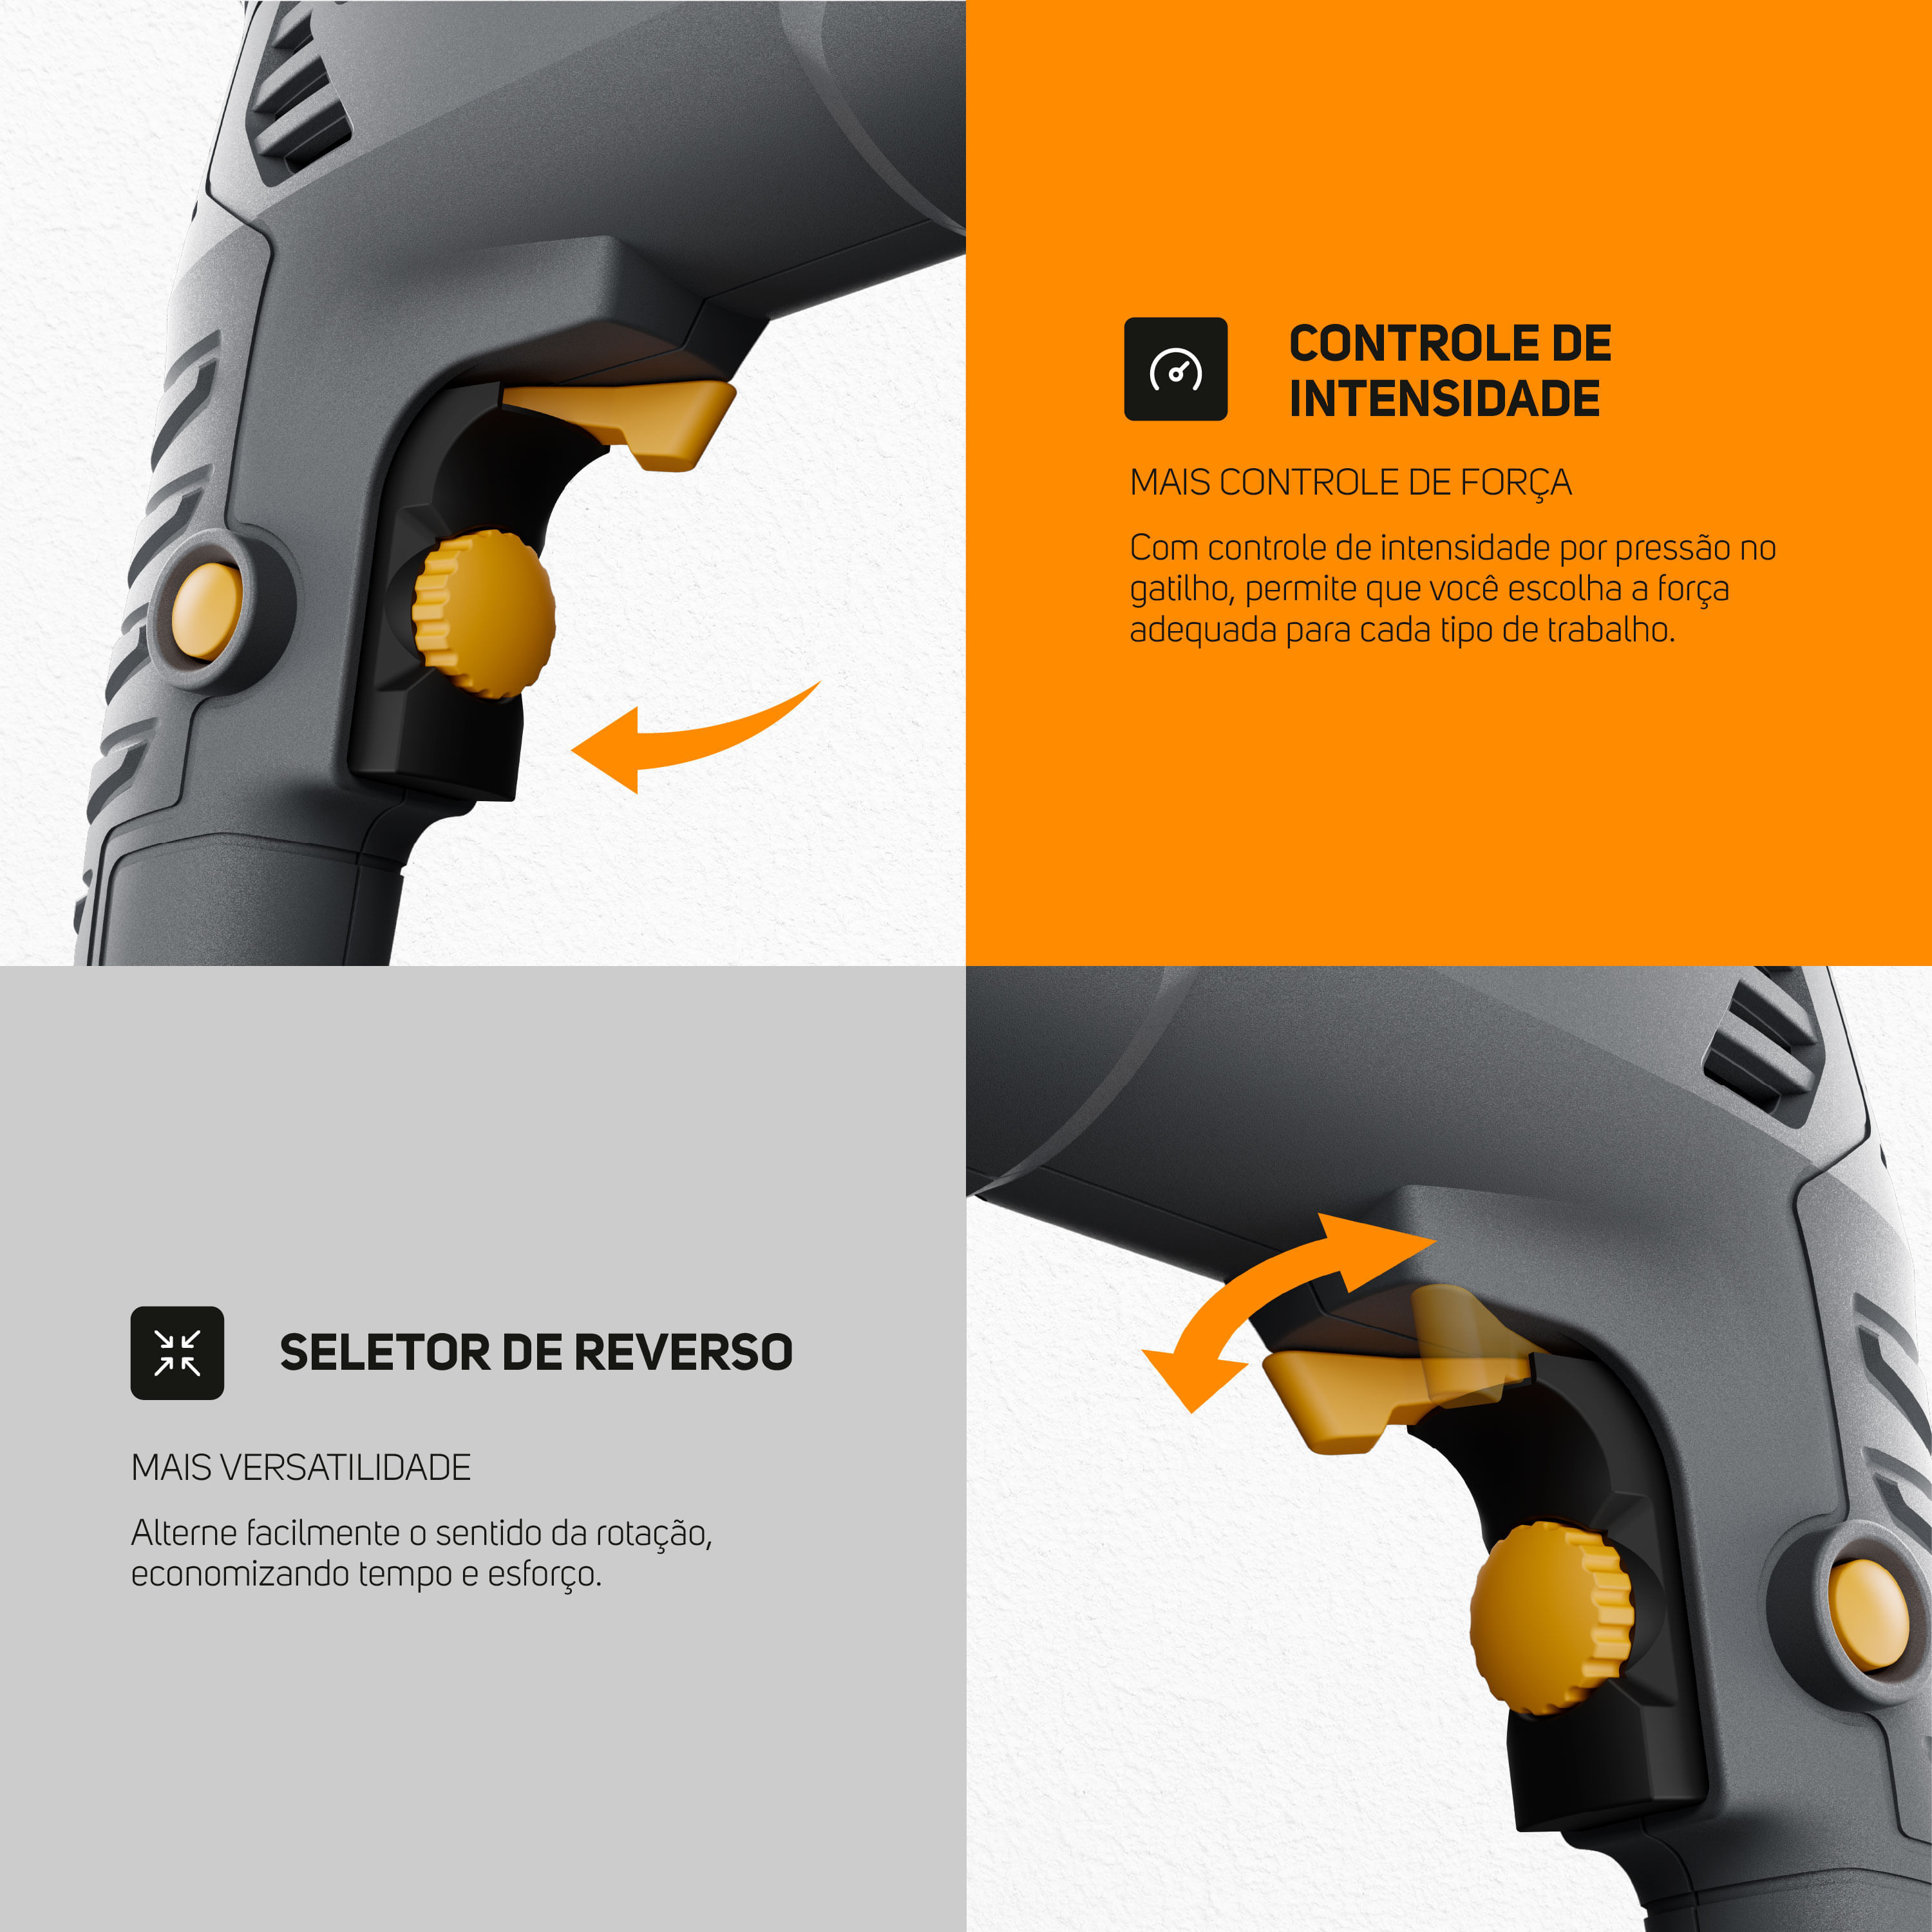 CONTROLE DE
INTENSIDADE
MAIS CONTROLE DE FORÇA
Com controle de intensidade por pressão no
gatilho, permite que você escolha a força
adequada para cada tipo de trabalho.
SELETOR DE REVERSO
MAIS VERSATILIDADE
Alterne facilmente o sentido da rotação,
economizando tempo e esforço.